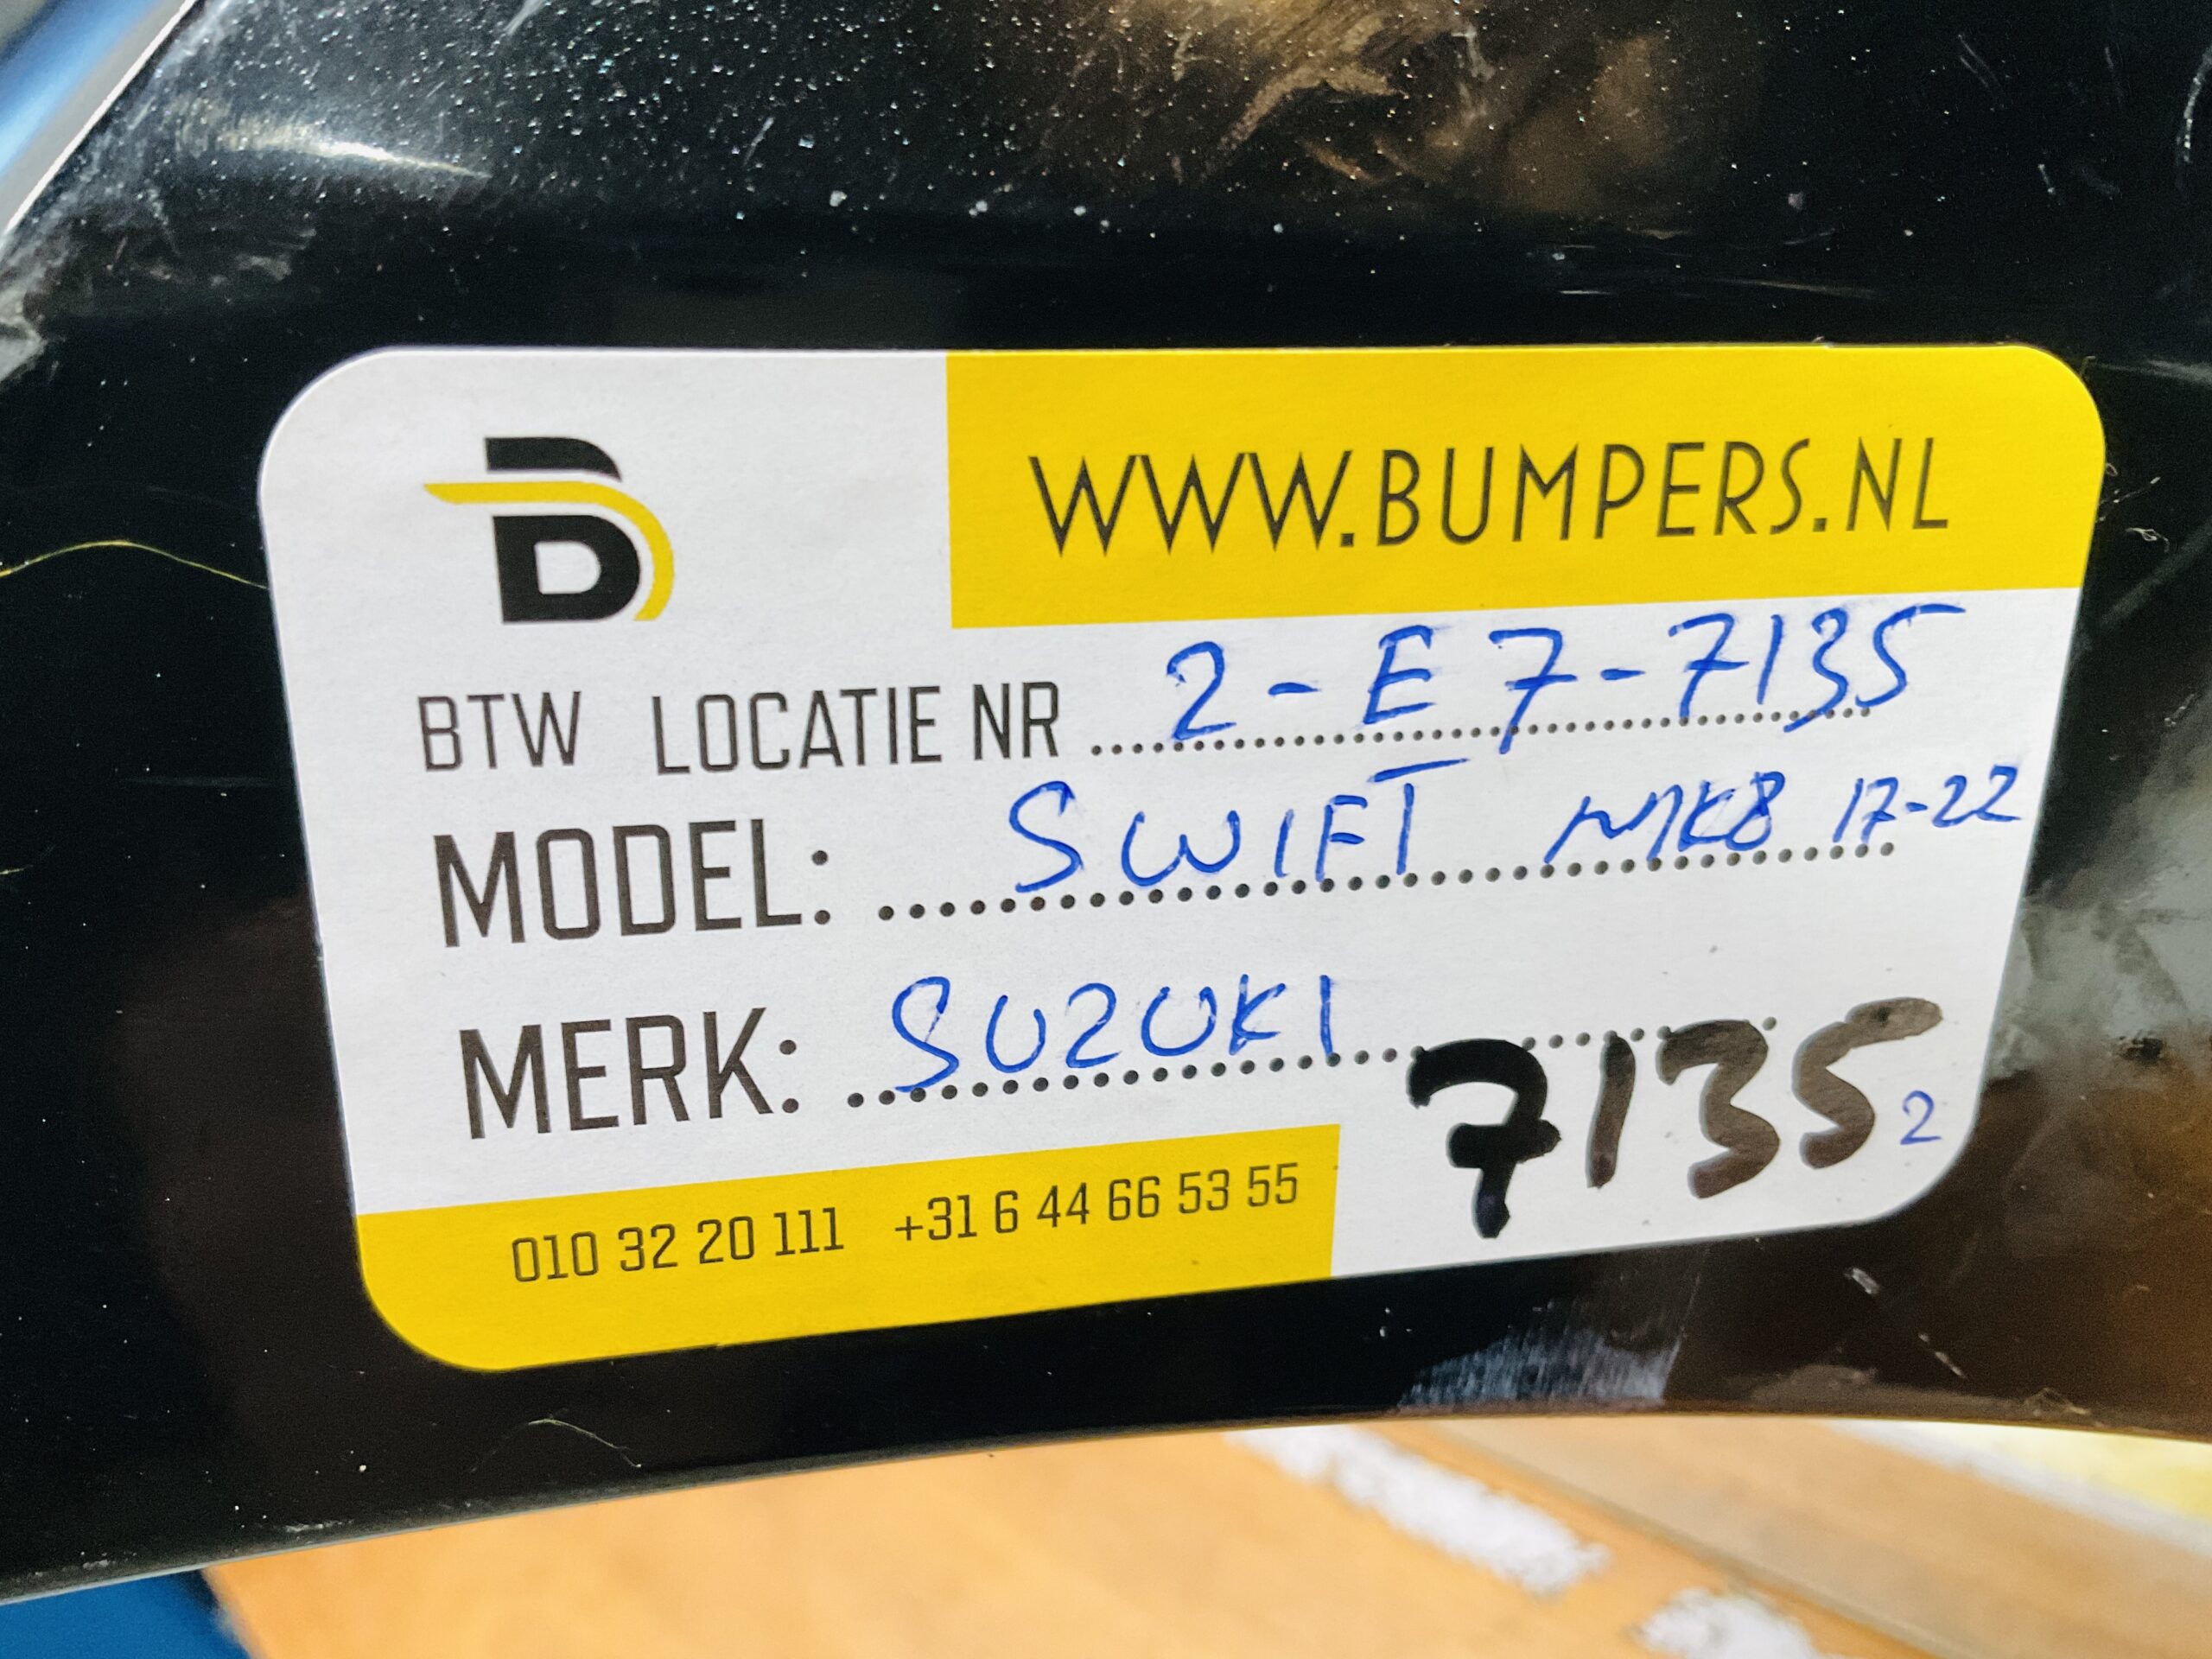 B
WWW.BUMPERS.NL
BTW LOCATIE NR 2-E7-7135
MODEL: SWIFT MK8 17-22
MERK: SUZUKI
7135 2
010 32 20 111 +31 6 44 66 53 55